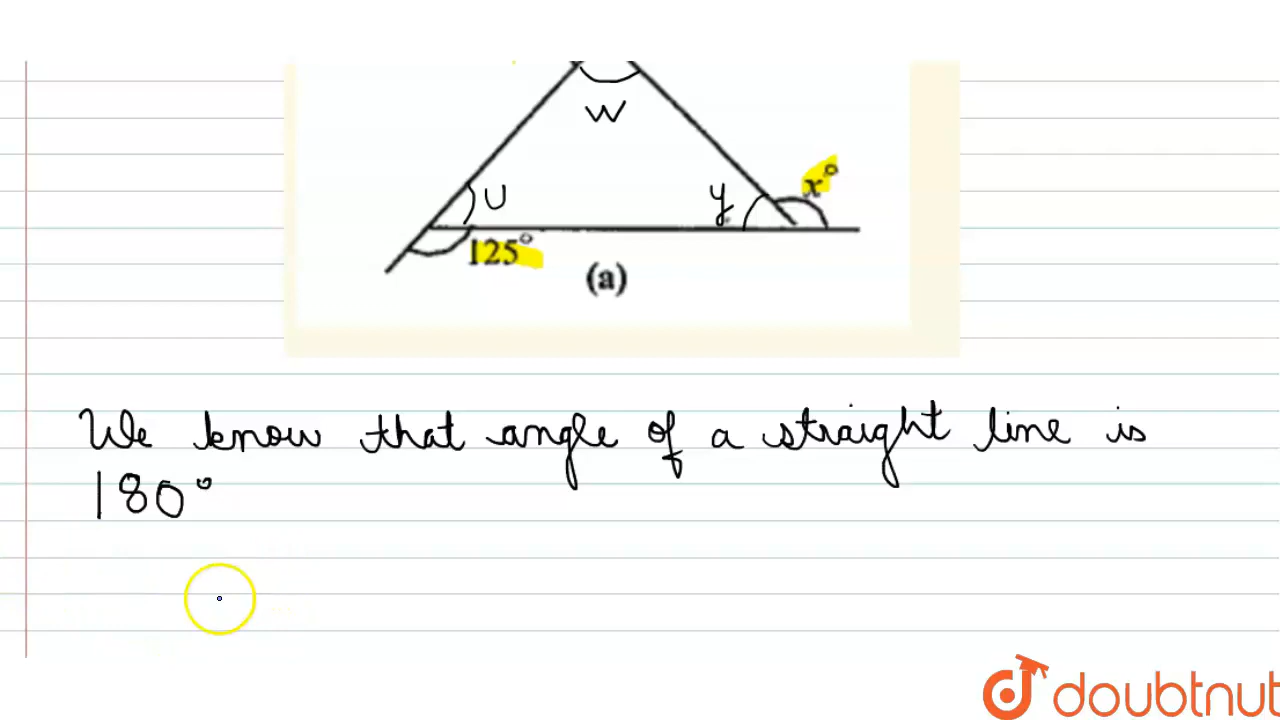 W
U
y
x°
125°
(a)
We know that angle of a straight line is
180°
doubtnut